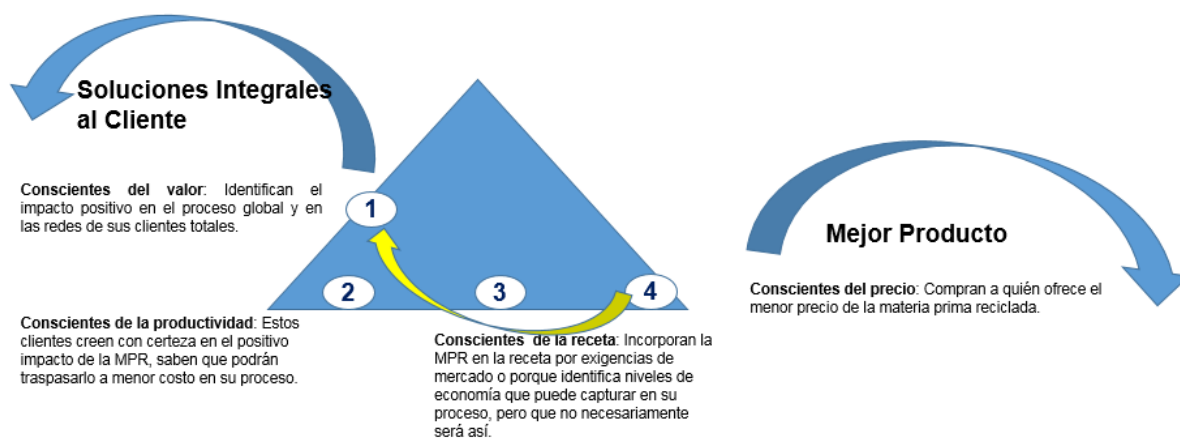 Soluciones Integrales
al Cliente
Conscientes del valor: Identifican el
impacto positivo en el proceso global y en
las redes de sus clientes totales.
1
2
3
4
Conscientes de la productividad: Estos
clientes creen con certeza en el positivo
impacto de la MPR, saben que podrán
traspasarlo a menor costo en su proceso.
Conscientes de la receta: Incorporan la
MPR en la receta por exigencias de
mercado o porque identifica niveles de
economía que puede capturar en su
proceso, pero que no necesariamente
será así.
Mejor Producto
Conscientes del precio: Compran a quién ofrece el
menor precio de la materia prima reciclada.